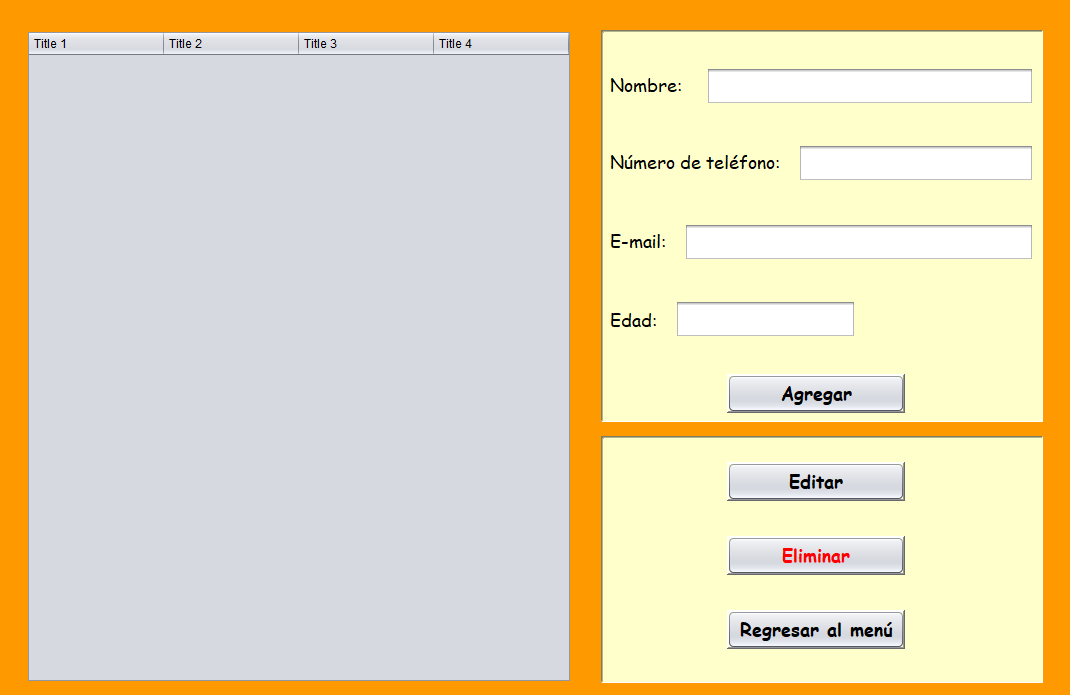 Title 1 Title 2 Title 3 Title 4
Nombre:
Número de teléfono:
E-mail:
Edad:
Agregar
Editar
Eliminar
Regresar al menú